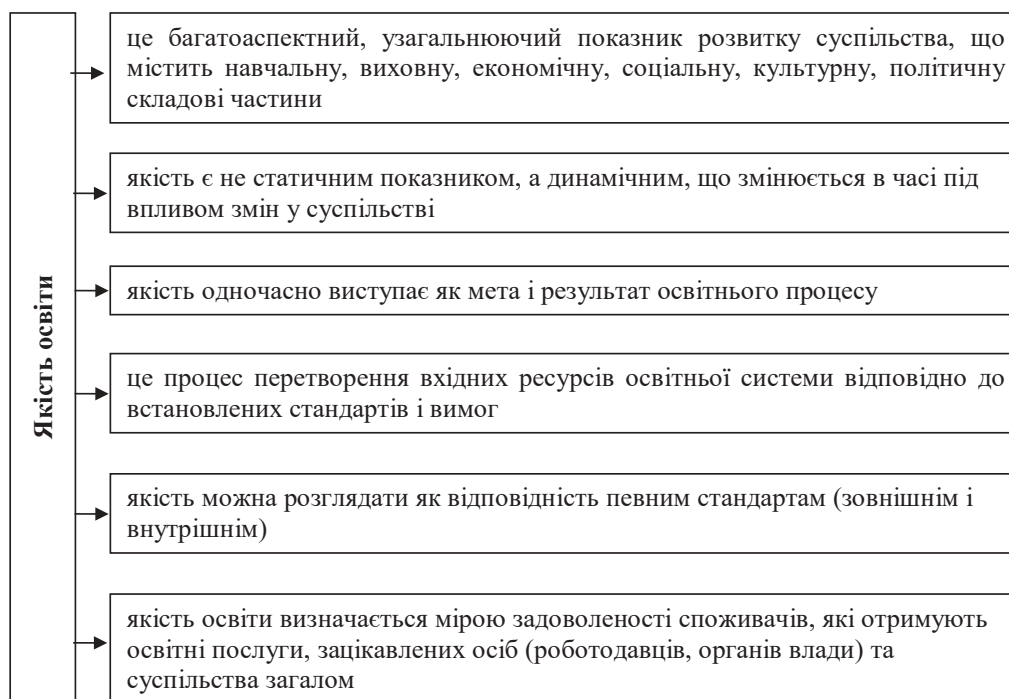 Якість освіти
це багатоаспектний, узагальнюючий показник розвитку суспільства, що
містить навчальну, виховну, економічну, соціальну, культурну, політичну
складові частини
якість є не статичним показником, а динамічним, що змінюється в часі під
впливом змін у суспільстві
якість одночасно виступає як мета і результат освітнього процесу
це процес перетворення вхідних ресурсів освітньої системи відповідно до
встановлених стандартів і вимог
якість можна розглядати як відповідність певним стандартам (зовнішнім і
внутрішнім)
якість освіти визначається мірою задоволеності споживачів, які отримують
освітні послуги, зацікавлених осіб (роботодавців, органів влади) та
суспільства загалом